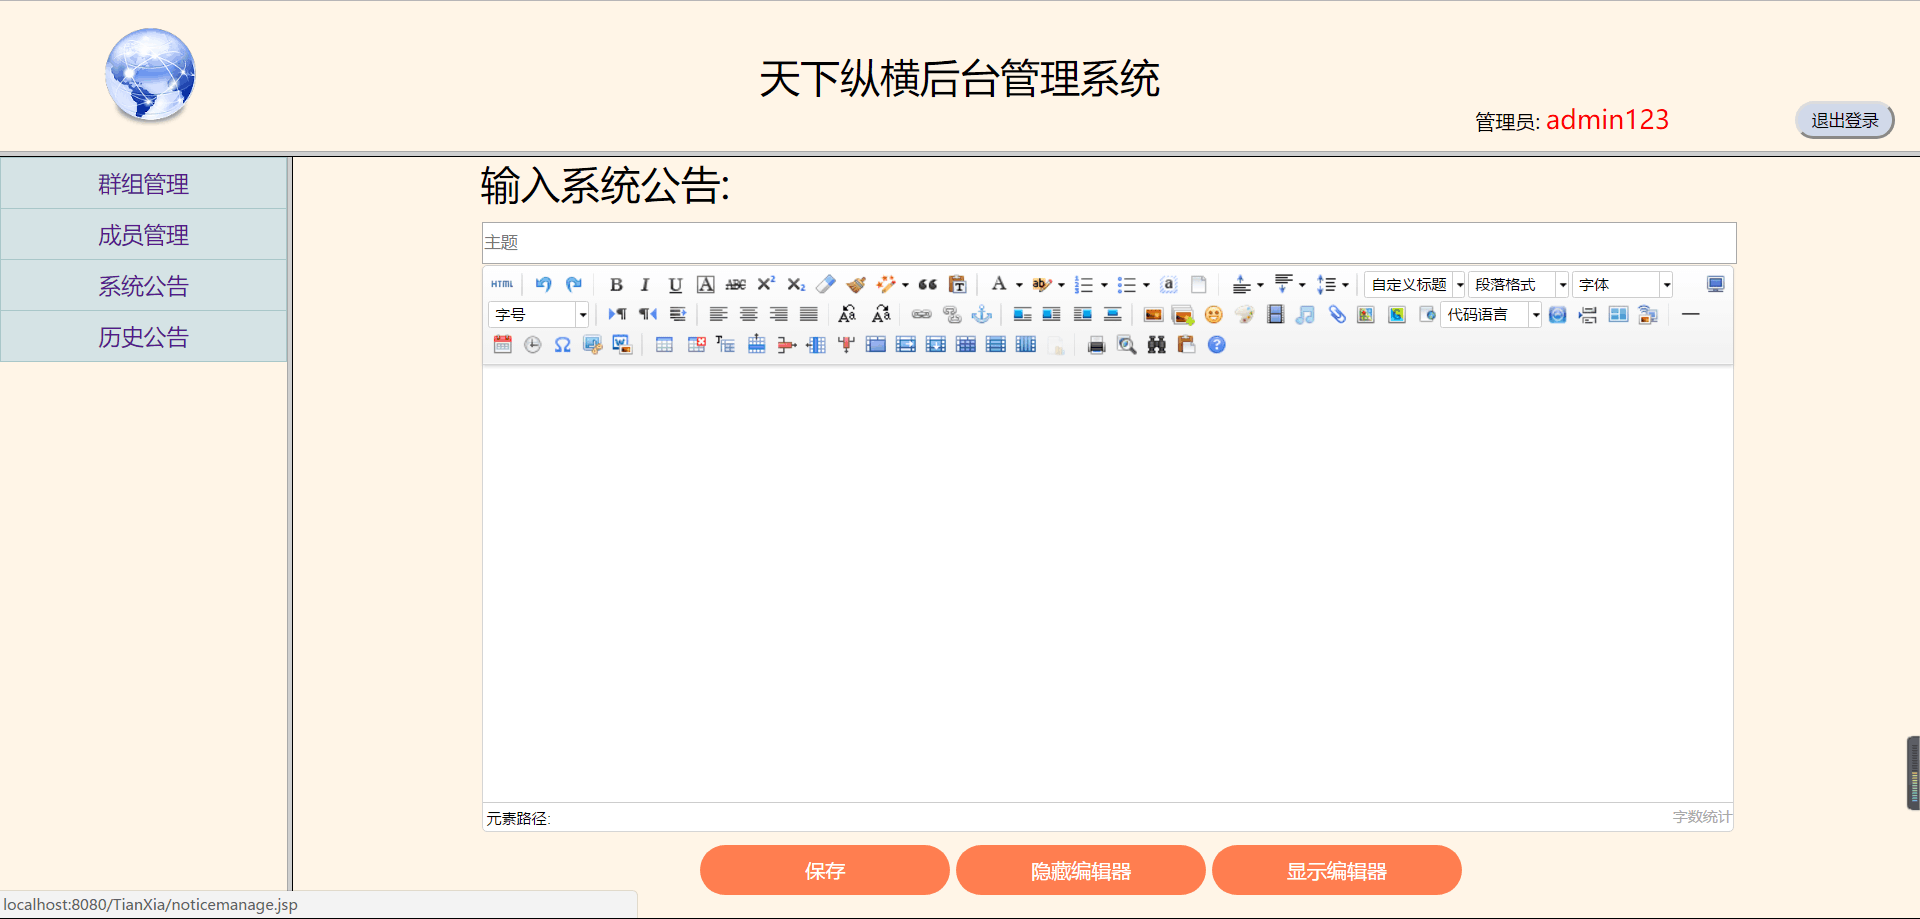 天下纵横后台管理系统
管理员: admin123
退出登录
群组管理
成员管理
系统公告
历史公告
输入系统公告:
主题
HTML B I U A ABC X² X₂ T A ab a 自定义标题 段落格式 字体
字号 代码语言
元素路径:
字数统计
保存
隐藏编辑器
显示编辑器
localhost:8080/TianXia/noticemanage.jsp